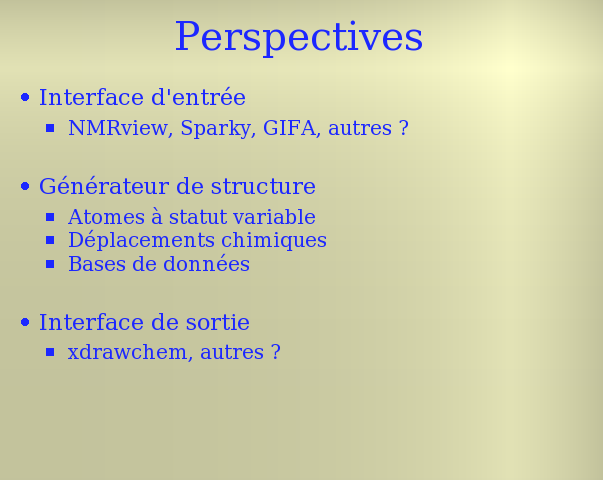 Perspectives
• Interface d'entrée
▪ NMRview, Sparky, GIFA, autres ?
• Générateur de structure
▪ Atomes à statut variable
▪ Déplacements chimiques
▪ Bases de données
• Interface de sortie
▪ xdrawchem, autres ?